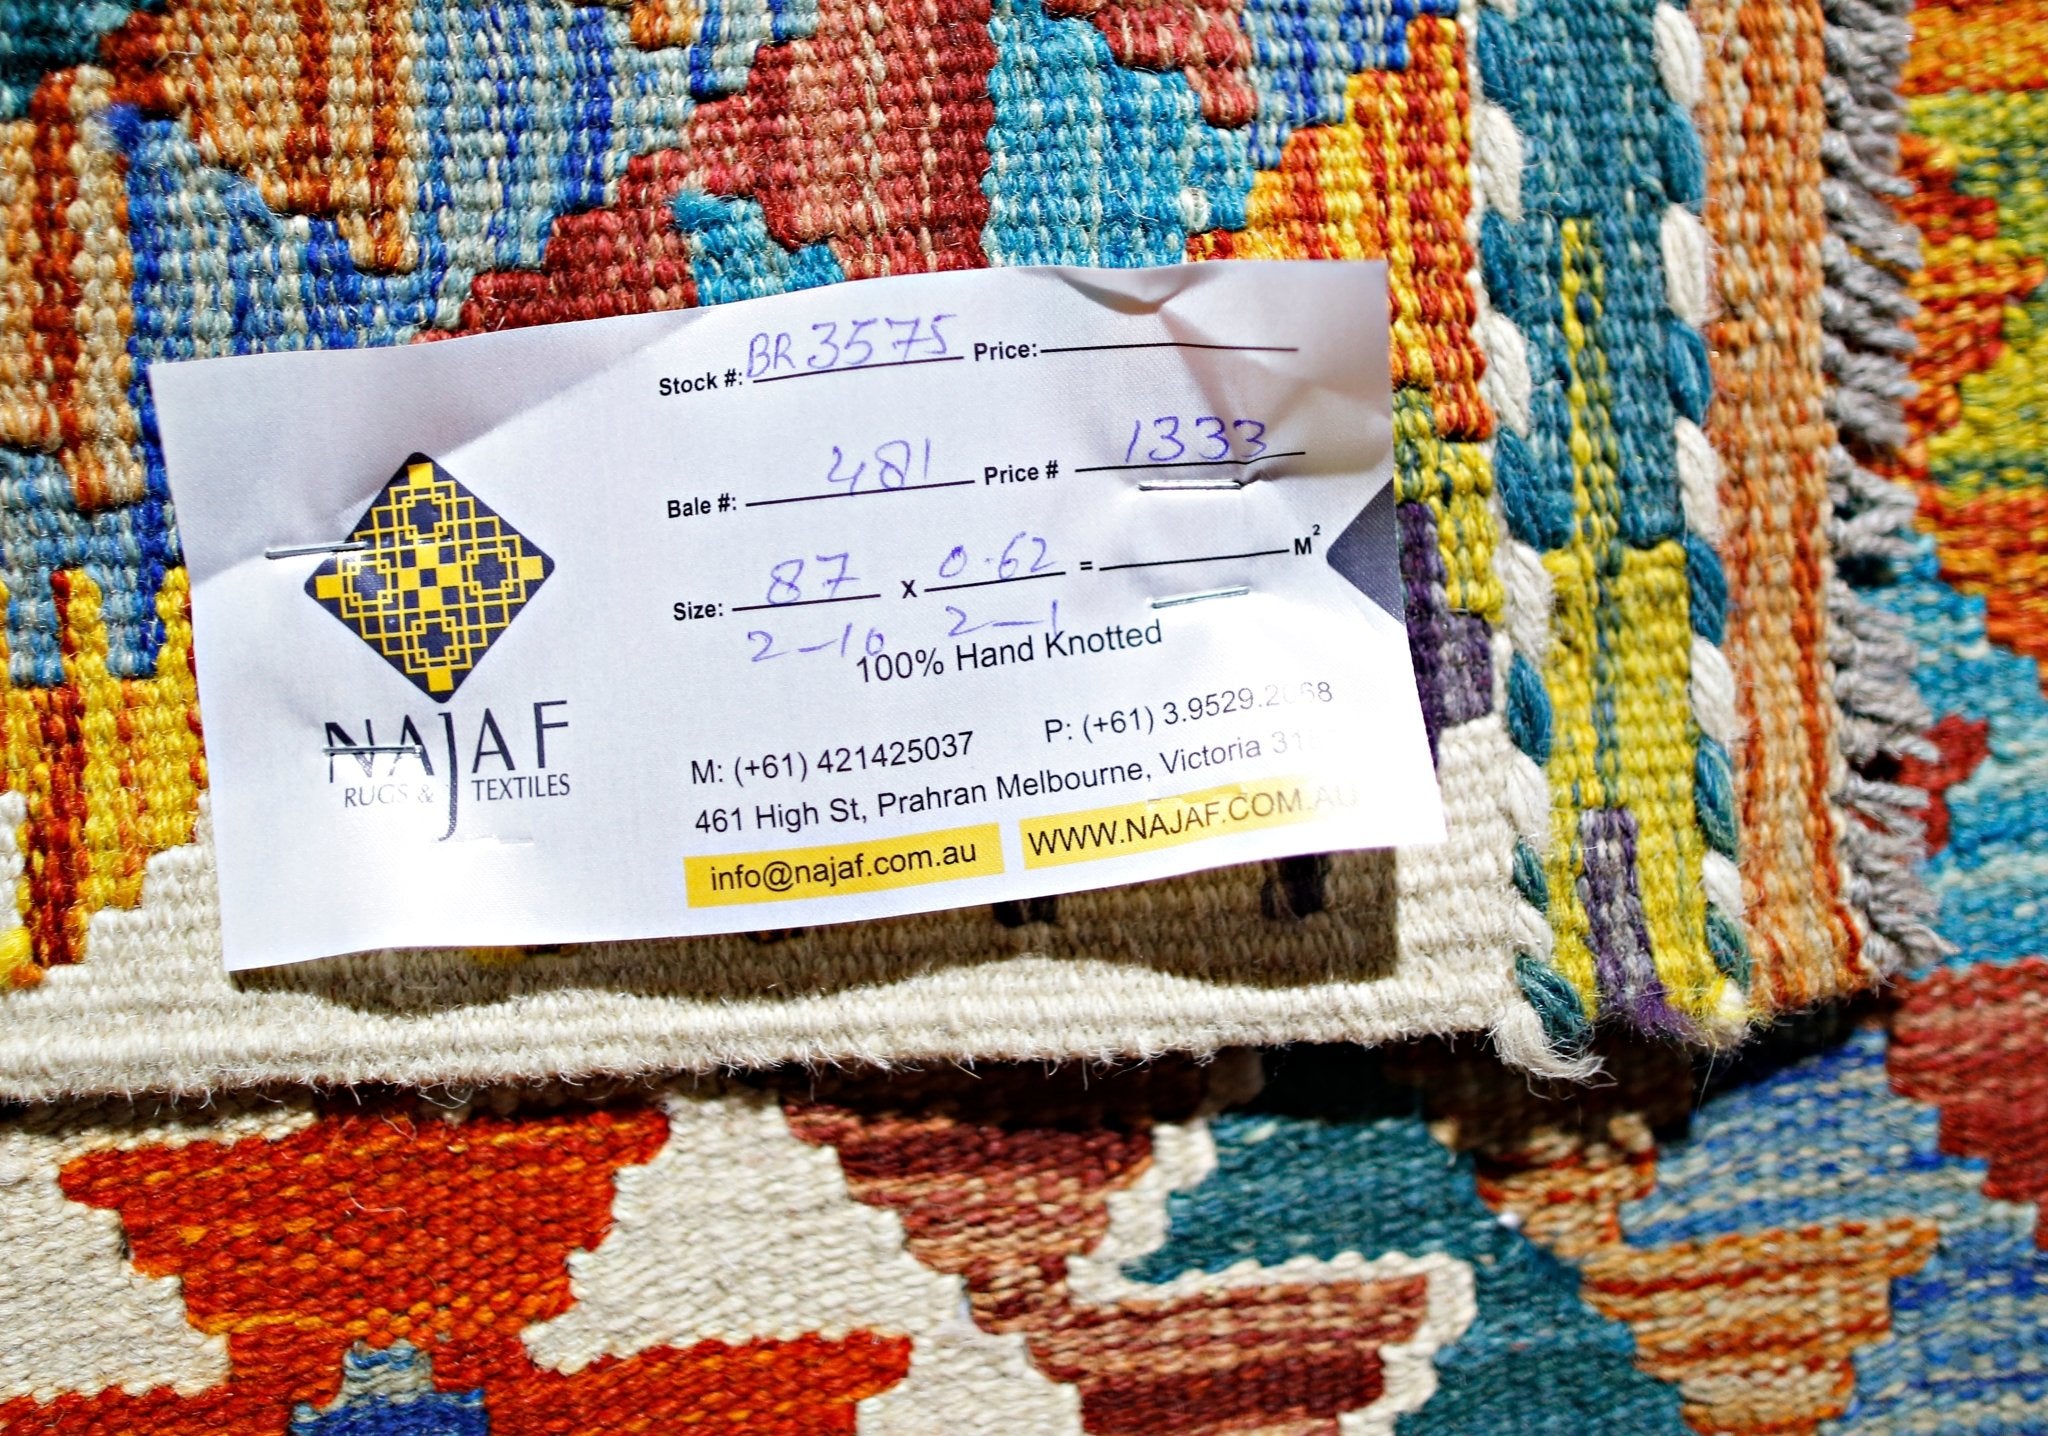 Stock #: BR3575 Price:
Bale #: 481 Price # 1333
Size: 87 x 0.62 = M²
2-10 2-1
100% Hand Knotted
NAJAF
RUGS & TEXTILES
M: (+61) 421425037 P: (+61) 3.9529.2068
461 High St, Prahran Melbourne, Victoria
info@najaf.com.au WWW.NAJAF.COM.AU